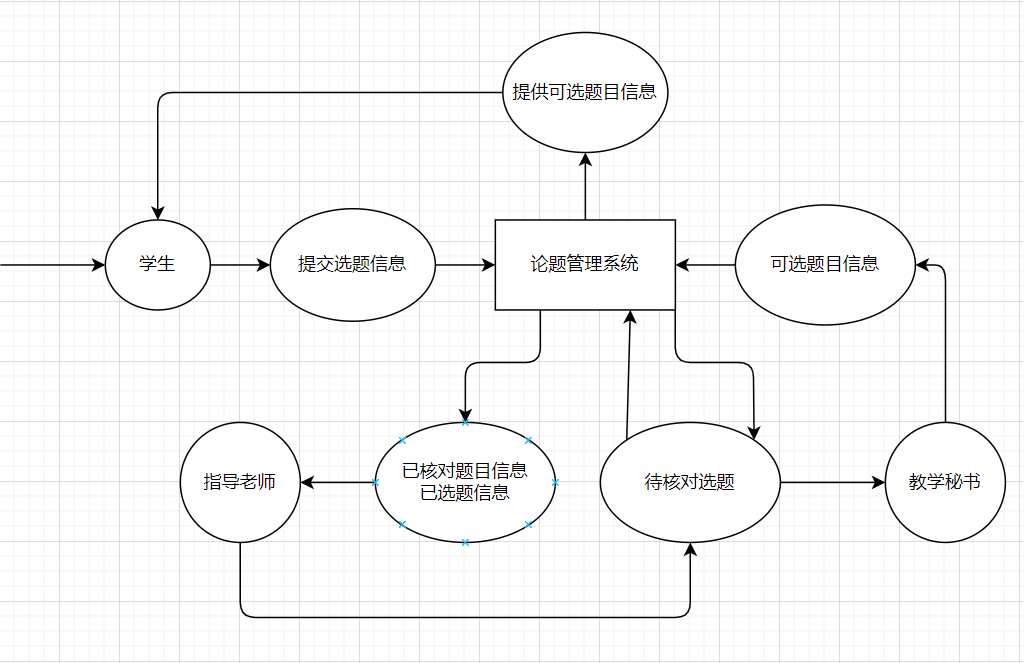 提供可选题目信息
学生
提交选题信息
论题管理系统
可选题目信息
指导老师
已核对题目信息
已选题信息
待核对选题
教学秘书